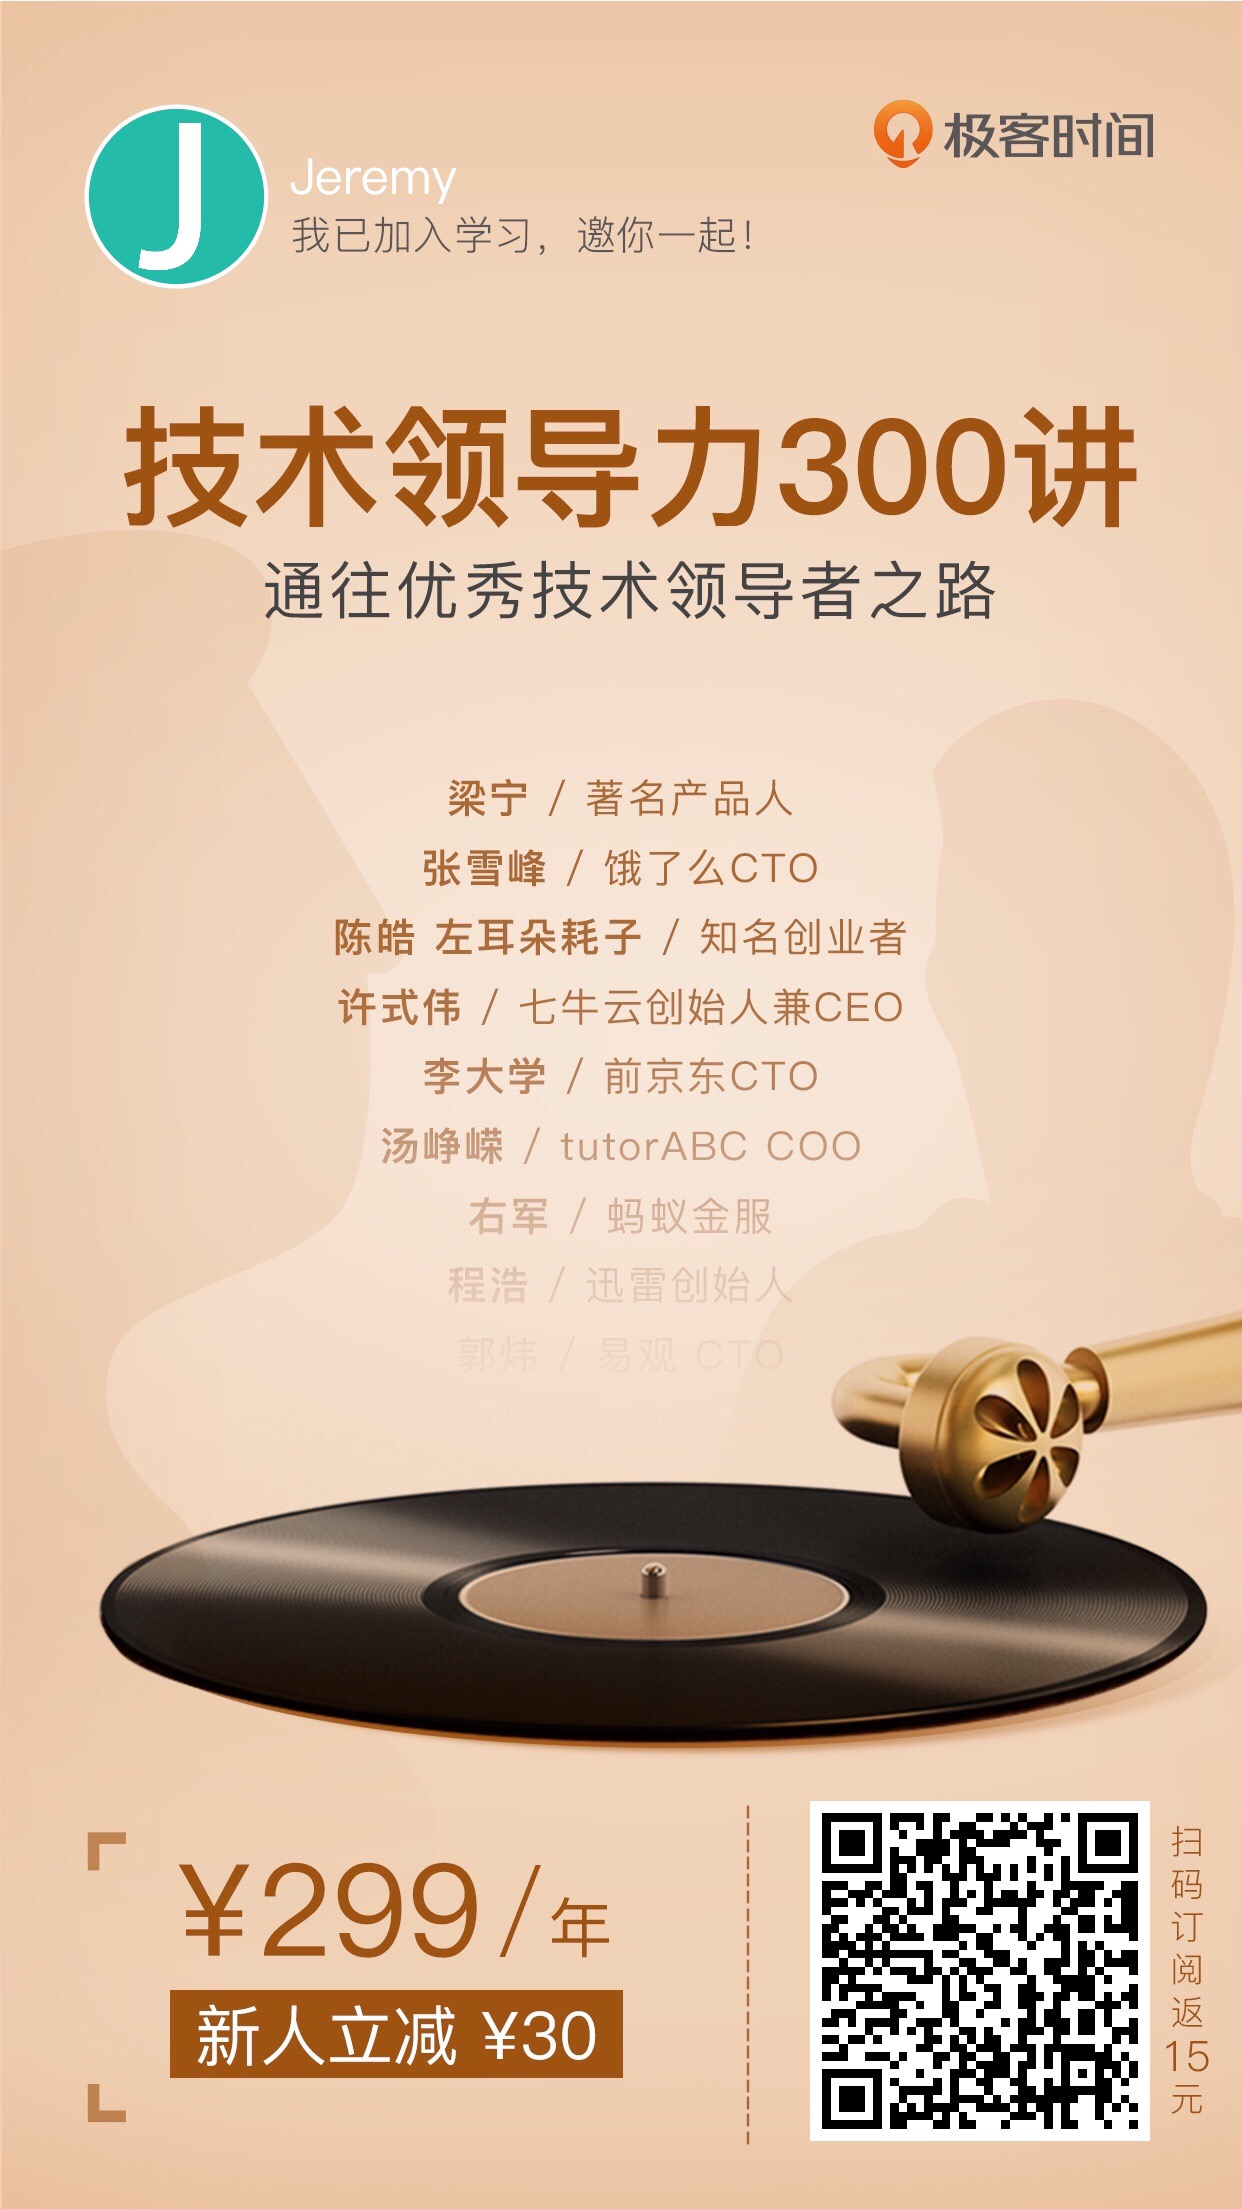 J
极客时间
Jeremy
我已加入学习，邀你一起！
技术领导力300讲
通往优秀技术领导者之路
梁宁 / 著名产品人
张雪峰 / 饿了么CTO
陈皓 左耳朵耗子 / 知名创业者
许式伟 / 七牛云创始人兼CEO
李大学 / 前京东CTO
汤峥嵘 / tutorABC COO
右军 / 蚂蚁金服
程浩 / 迅雷创始人
郭炜 / 易观 CTO
¥299/年
新人立减 ¥30
扫码订阅返15元